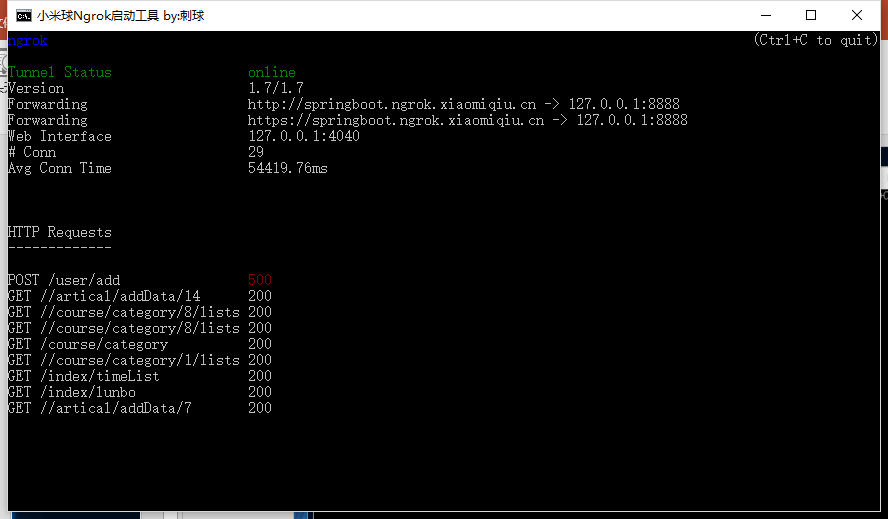 小米球Ngrok启动工具 by:刺球
ngrok (Ctrl+C to quit)
Tunnel Status online
Version 1.7/1.7
Forwarding http://springboot.ngrok.xiaomiqiu.cn -> 127.0.0.1:8888
Forwarding https://springboot.ngrok.xiaomiqiu.cn -> 127.0.0.1:8888
Web Interface 127.0.0.1:4040
# Conn 29
Avg Conn Time 54419.76ms
HTTP Requests
-------------
POST /user/add 500
GET //artical/addData/14 200
GET //course/category/8/lists 200
GET //course/category/8/lists 200
GET /course/category 200
GET //course/category/1/lists 200
GET /index/timeList 200
GET /index/lunbo 200
GET //artical/addData/7 200